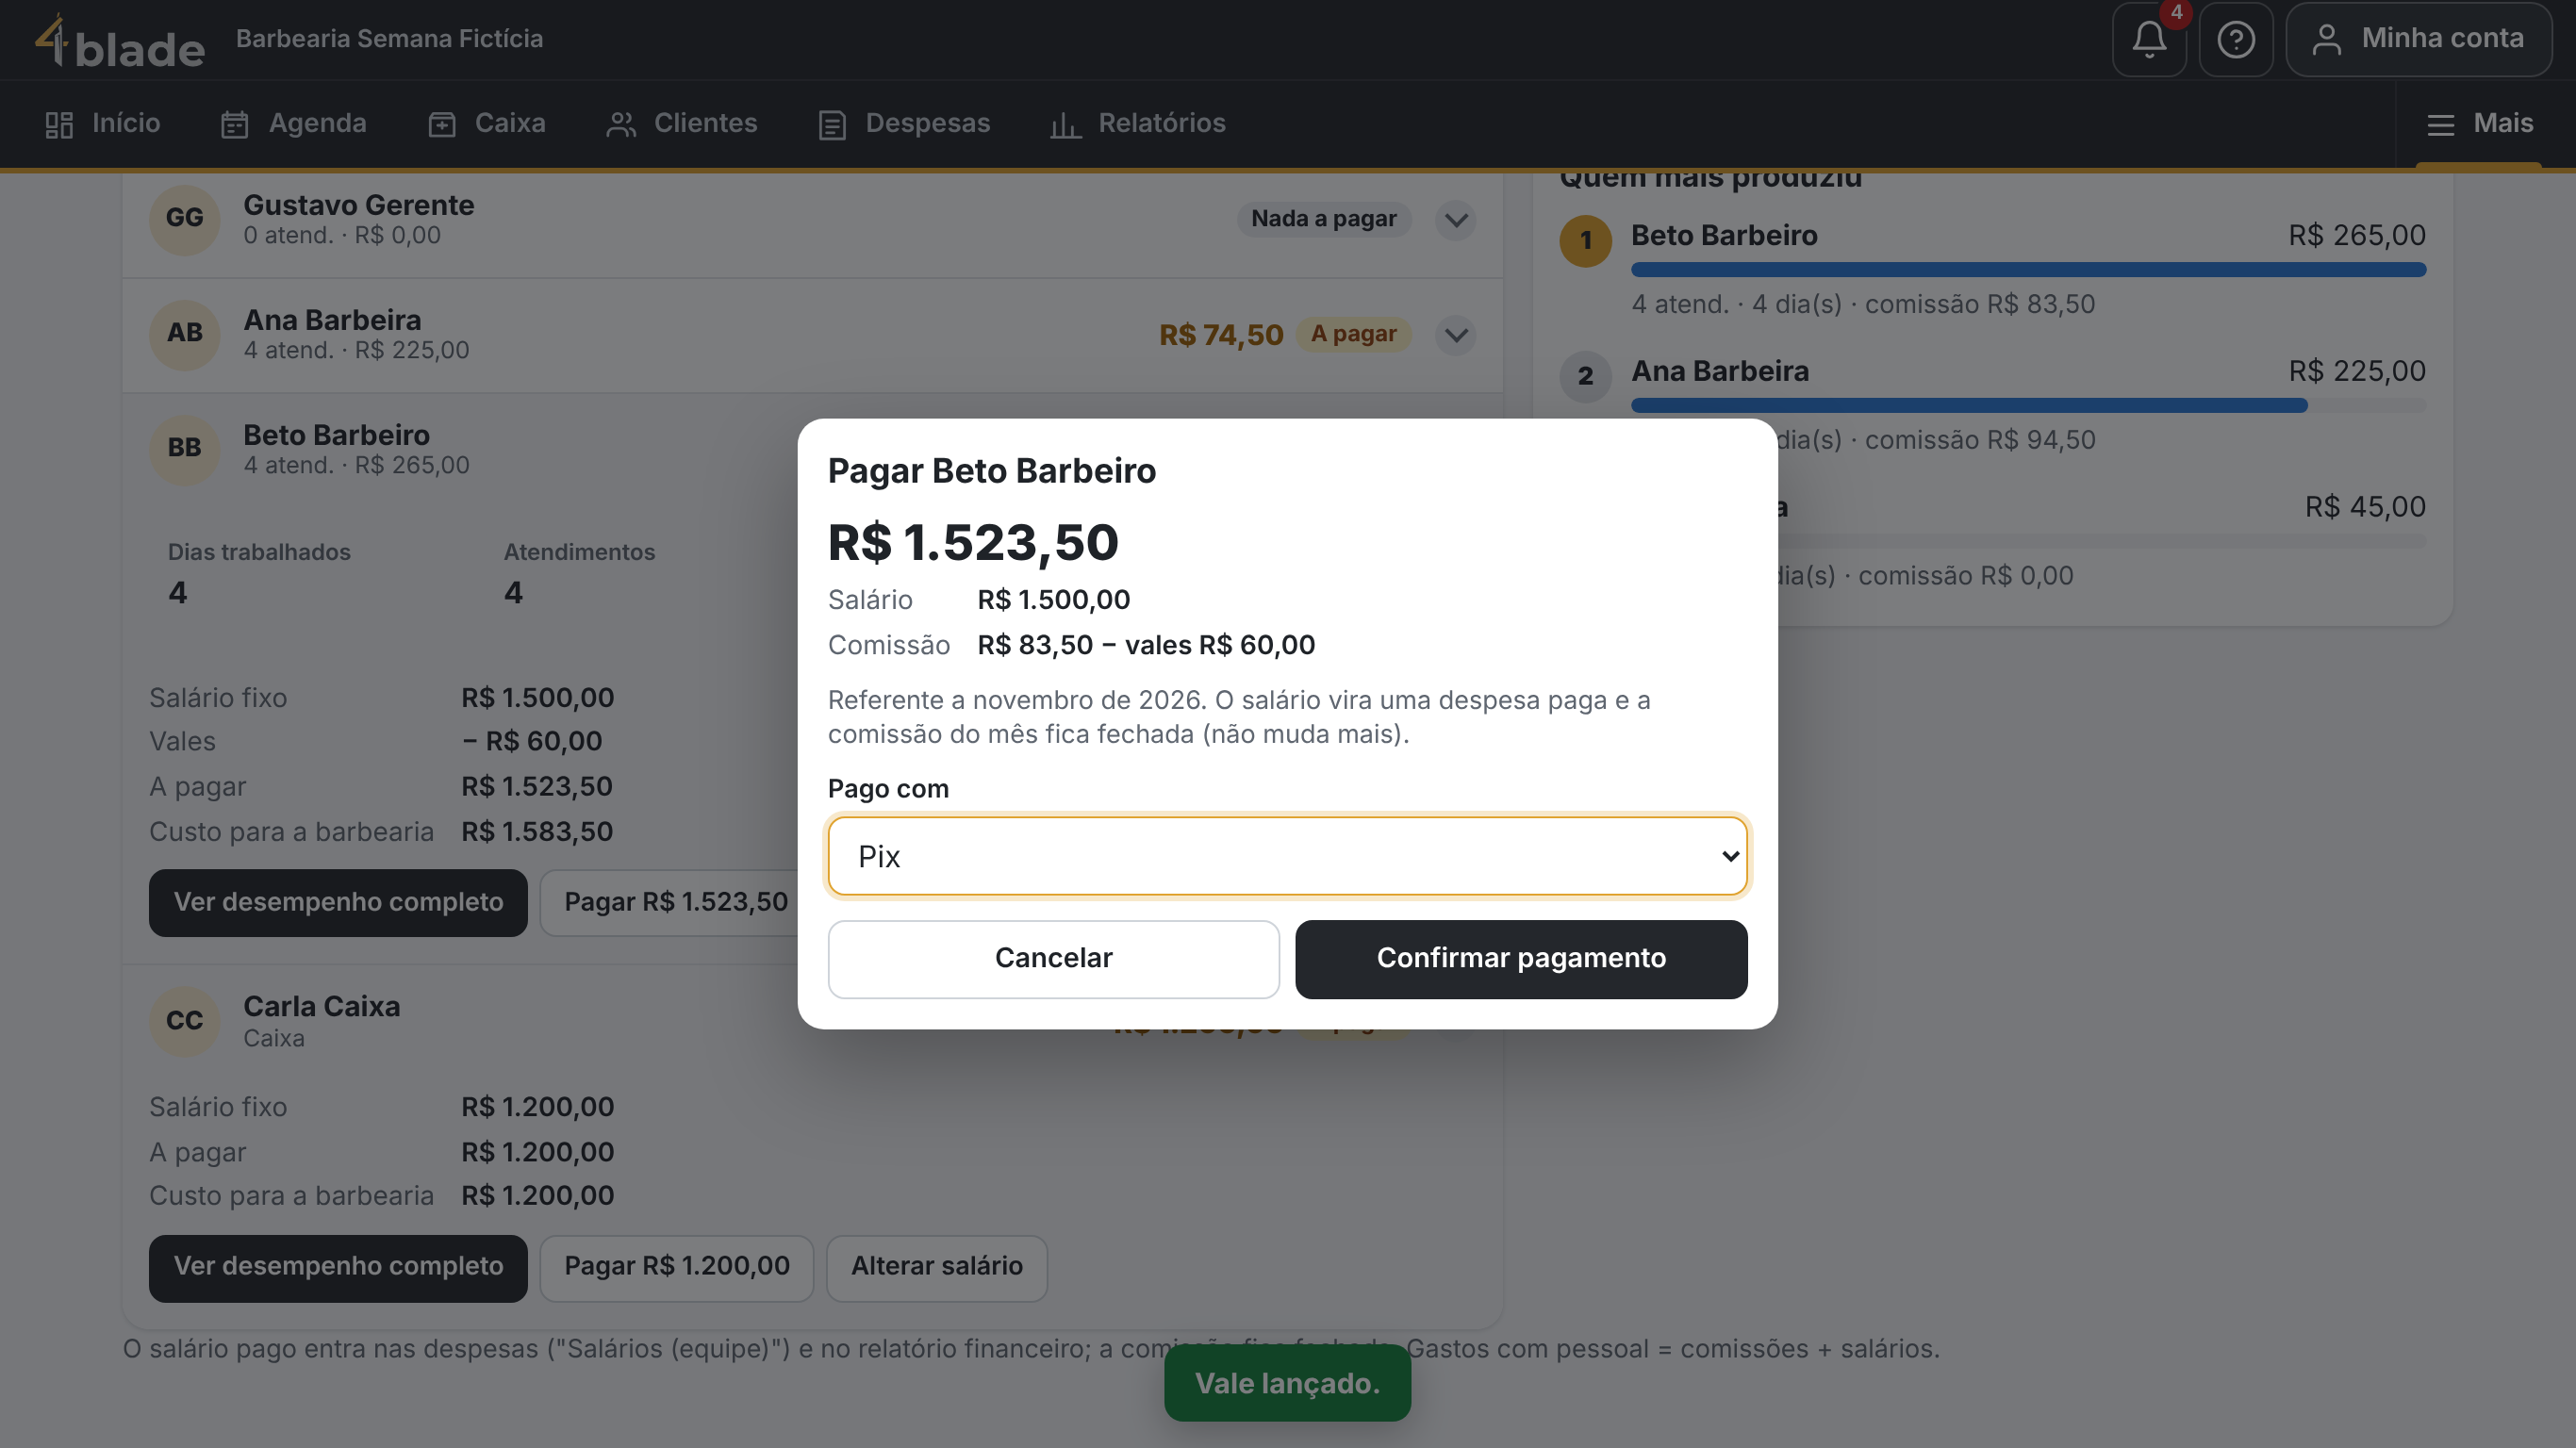 4blade
Barbearia Semana Fictícia
4
Minha conta
Início
Agenda
Caixa
Clientes
Despesas
Relatórios
Mais
GG
Gustavo Gerente
0 atend. · R$ 0,00
Nada a pagar
AB
Ana Barbeira
4 atend. · R$ 225,00
R$ 74,50
A pagar
BB
Beto Barbeiro
4 atend. · R$ 265,00
Dias trabalhados
4
Atendimentos
4
Salário fixo R$ 1.500,00
Vales − R$ 60,00
A pagar R$ 1.523,50
Custo para a barbearia R$ 1.583,50
Ver desempenho completo
Pagar R$ 1.523,50
CC
Carla Caixa
Caixa
Salário fixo R$ 1.200,00
A pagar R$ 1.200,00
Custo para a barbearia R$ 1.200,00
Ver desempenho completo
Pagar R$ 1.200,00
Alterar salário
Quem mais produziu
1
Beto Barbeiro
R$ 265,00
4 atend. · 4 dia(s) · comissão R$ 83,50
2
Ana Barbeira
R$ 225,00
dia(s) · comissão R$ 94,50
R$ 45,00
dia(s) · comissão R$ 0,00
Pagar Beto Barbeiro
R$ 1.523,50
Salário R$ 1.500,00
Comissão R$ 83,50 − vales R$ 60,00
Referente a novembro de 2026. O salário vira uma despesa paga e a
comissão do mês fica fechada (não muda mais).
Pago com
Pix
Cancelar
Confirmar pagamento
O salário pago entra nas despesas ("Salários (equipe)") e no relatório financeiro; a comissão fica fechada. Gastos com pessoal = comissões + salários.
Vale lançado.